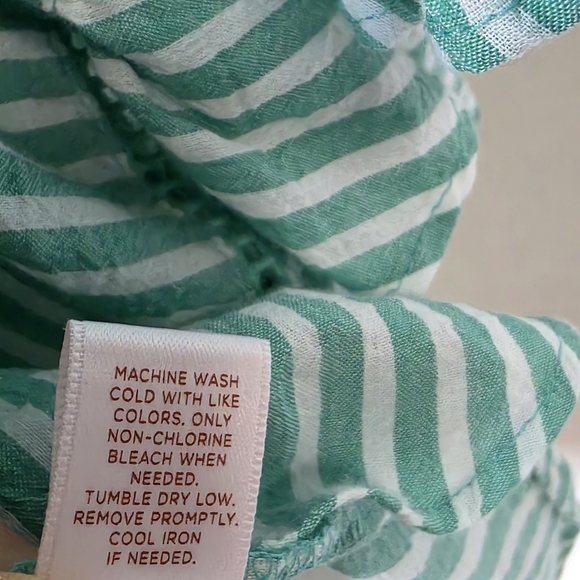 MACHINE WASH
COLD WITH LIKE
COLORS. ONLY
NON-CHLORINE
BLEACH WHEN
NEEDED.
TUMBLE DRY LOW.
REMOVE PROMPTLY.
COOL IRON
IF NEEDED.